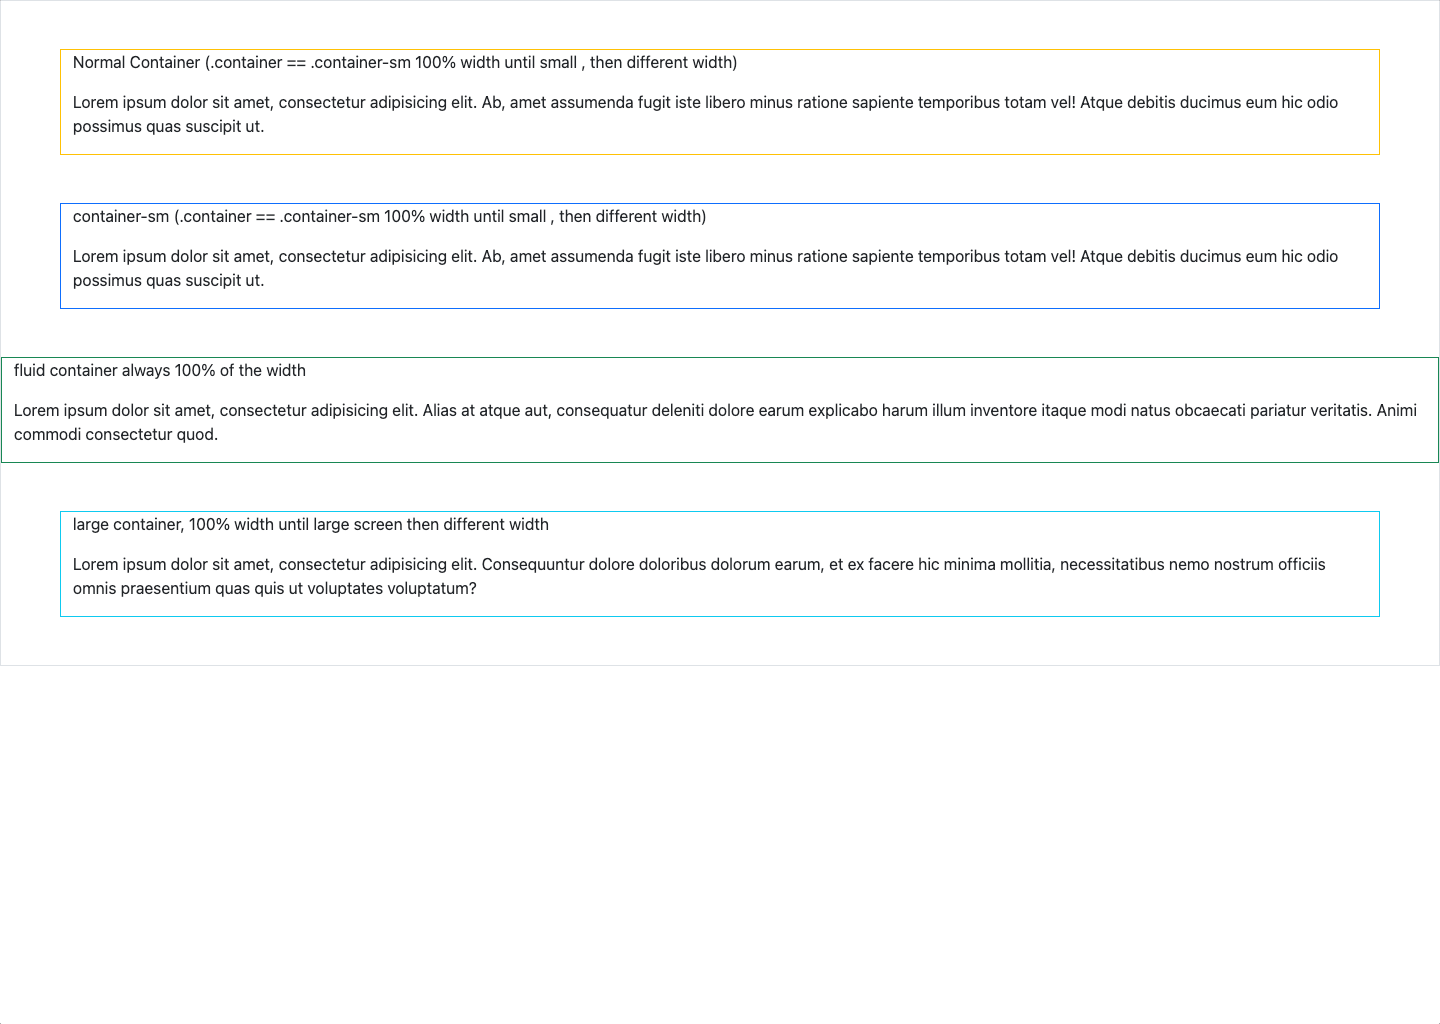 Normal Container (.container == .container-sm 100% width until small , then different width)
Lorem ipsum dolor sit amet, consectetur adipisicing elit. Ab, amet assumenda fugit iste libero minus ratione sapiente temporibus totam vel! Atque debitis ducimus eum hic odio
possimus quas suscipit ut.
container-sm (.container == .container-sm 100% width until small , then different width)
Lorem ipsum dolor sit amet, consectetur adipisicing elit. Ab, amet assumenda fugit iste libero minus ratione sapiente temporibus totam vel! Atque debitis ducimus eum hic odio
possimus quas suscipit ut.
fluid container always 100% of the width
Lorem ipsum dolor sit amet, consectetur adipisicing elit. Alias at atque aut, consequatur deleniti dolore earum explicabo harum illum inventore itaque modi natus obcaecati pariatur veritatis. Animi
commodi consectetur quod.
large container, 100% width until large screen then different width
Lorem ipsum dolor sit amet, consectetur adipisicing elit. Consequuntur dolore doloribus dolorum earum, et ex facere hic minima mollitia, necessitatibus nemo nostrum officiis
omnis praesentium quas quis ut voluptates voluptatum?